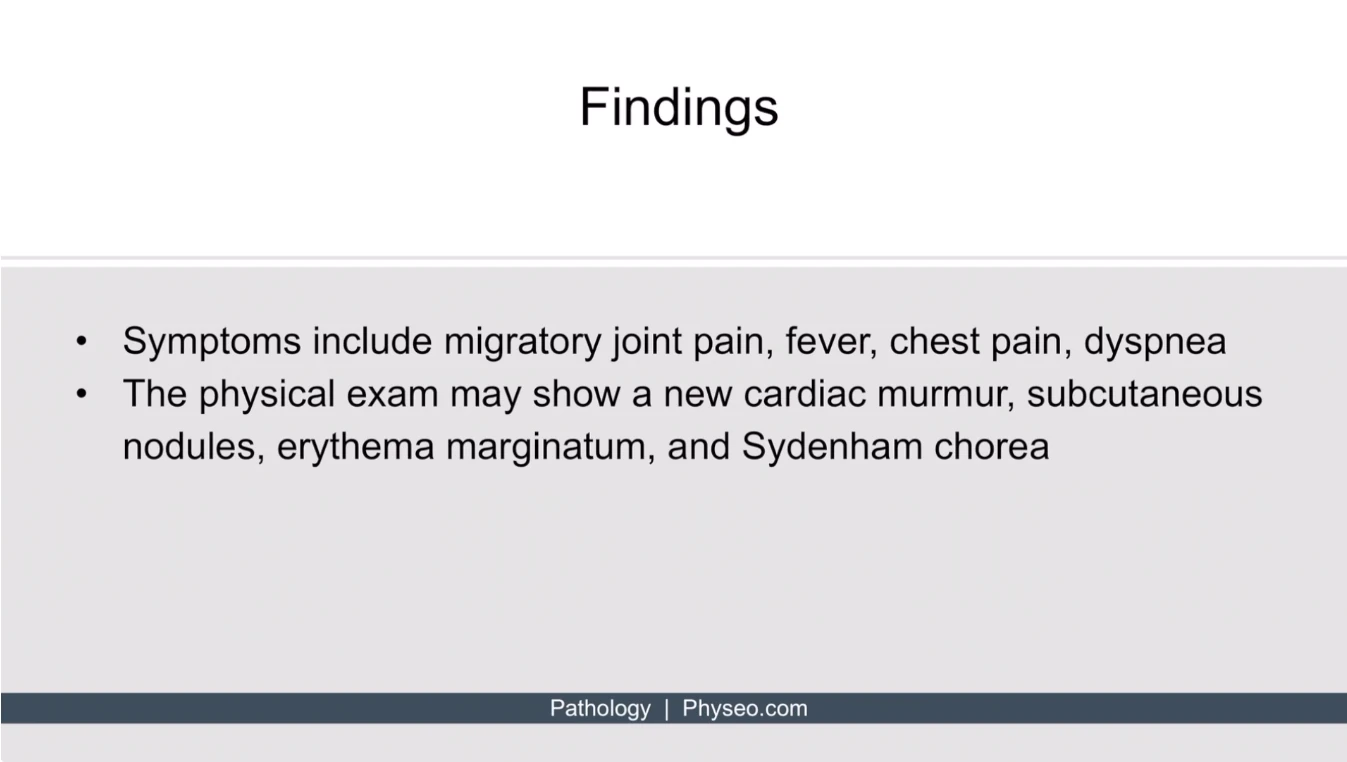 Findings
• Symptoms include migratory joint pain, fever, chest pain, dyspnea
• The physical exam may show a new cardiac murmur, subcutaneous
nodules, erythema marginatum, and Sydenham chorea
Pathology | Physeo.com